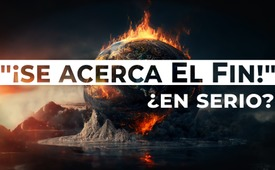 "¡SE ACERCA EL FIN!"
¿EN SERIO?